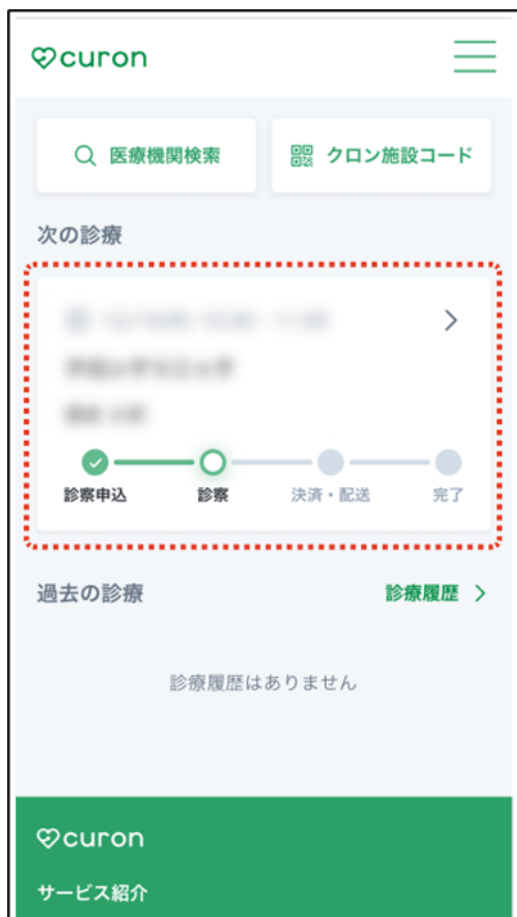 curon
医療機関検索
クロン施設コード
次の診療
診察申込
診察
決済・配送
完了
過去の診療
診療履歴
診療履歴はありません
curon
サービス紹介